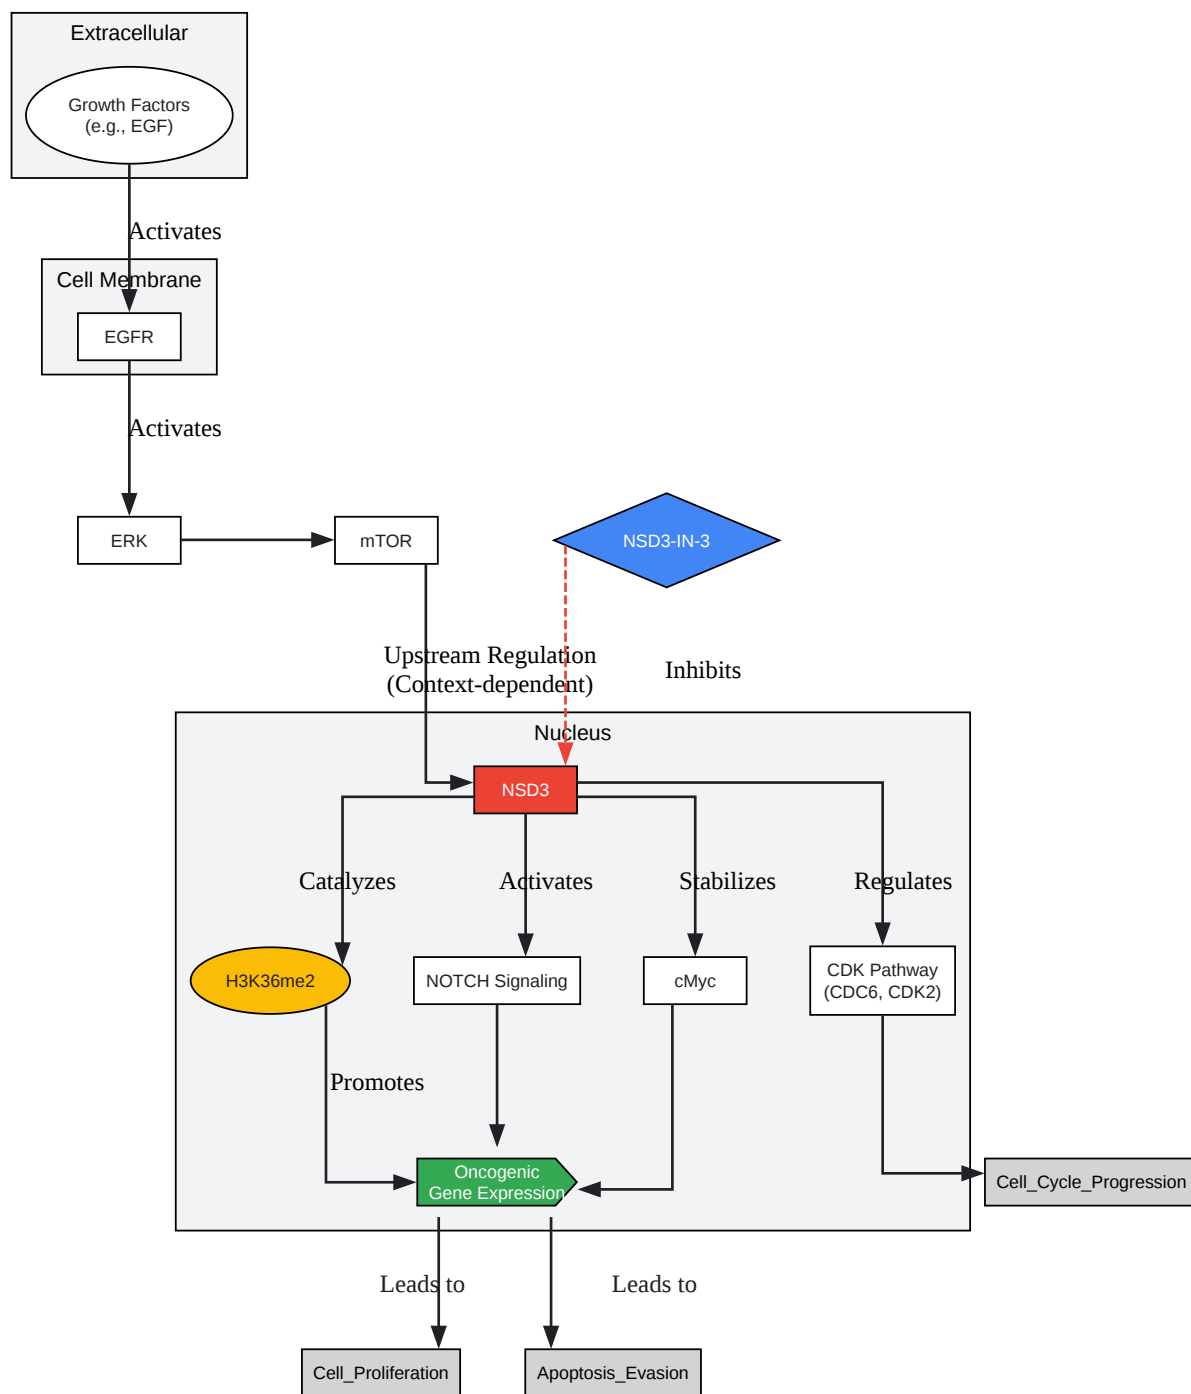 Extracellular
Growth Factors
(e.g., EGF)
Activates
Cell Membrane
EGFR
Activates
ERK
mTOR
NSD3-IN-3
Upstream Regulation
(Context-dependent)
Inhibits
Nucleus
NSD3
Catalyzes
Activates
Stabilizes
Regulates
H3K36me2
NOTCH Signaling
cMyc
CDK Pathway
(CDC6, CDK2)
Promotes
Oncogenic
Gene Expression
Cell_Cycle_Progression
Leads to
Leads to
Cell_Proliferation
Apoptosis_Evasion